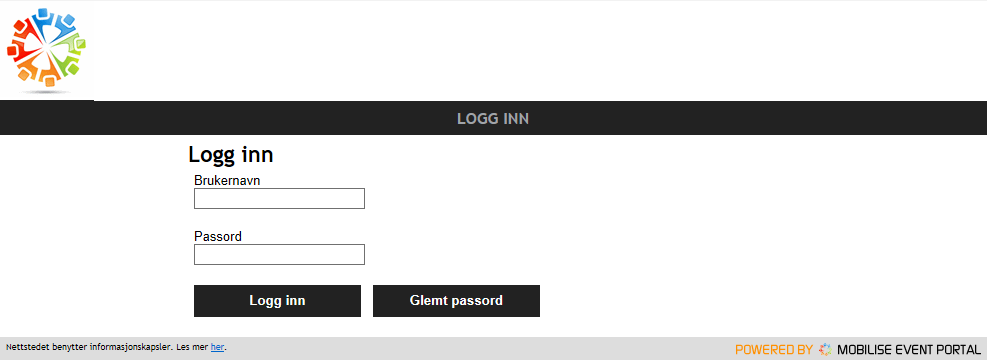 LOGG INN
Logg inn
Brukernavn
Passord
Logg inn
Glemt passord
Nettstedet benytter informasjonskapsler. Les mer her.
POWERED BY MOBILISE EVENT PORTAL